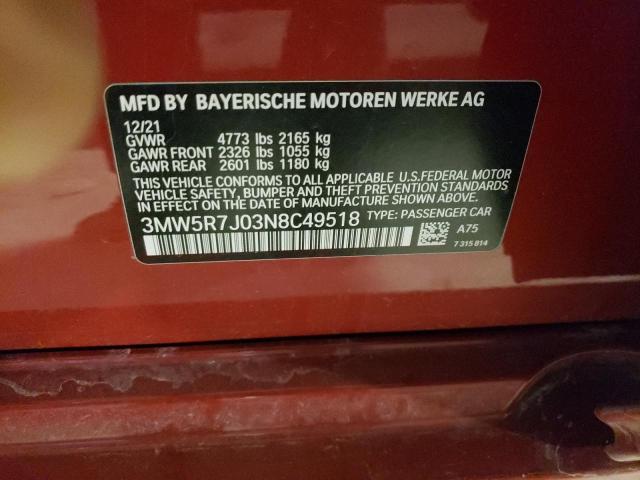 MFD BY BAYERISCHE MOTOREN WERKE AG
12/21
GVWR 4773 lbs 2165 kg
GAWR FRONT 2326 lbs 1055 kg
GAWR REAR 2601 lbs 1180 kg
THIS VEHICLE CONFORMS TO ALL APPLICABLE U.S.FEDERAL MOTOR
VEHICLE SAFETY, BUMPER AND THEFT PREVENTION STANDARDS
IN EFFECT ON THE DATE OF MANUFACTURE SHOWN ABOVE.
3MW5R7J03N8C49518 TYPE: PASSENGER CAR
A75
7 315 814